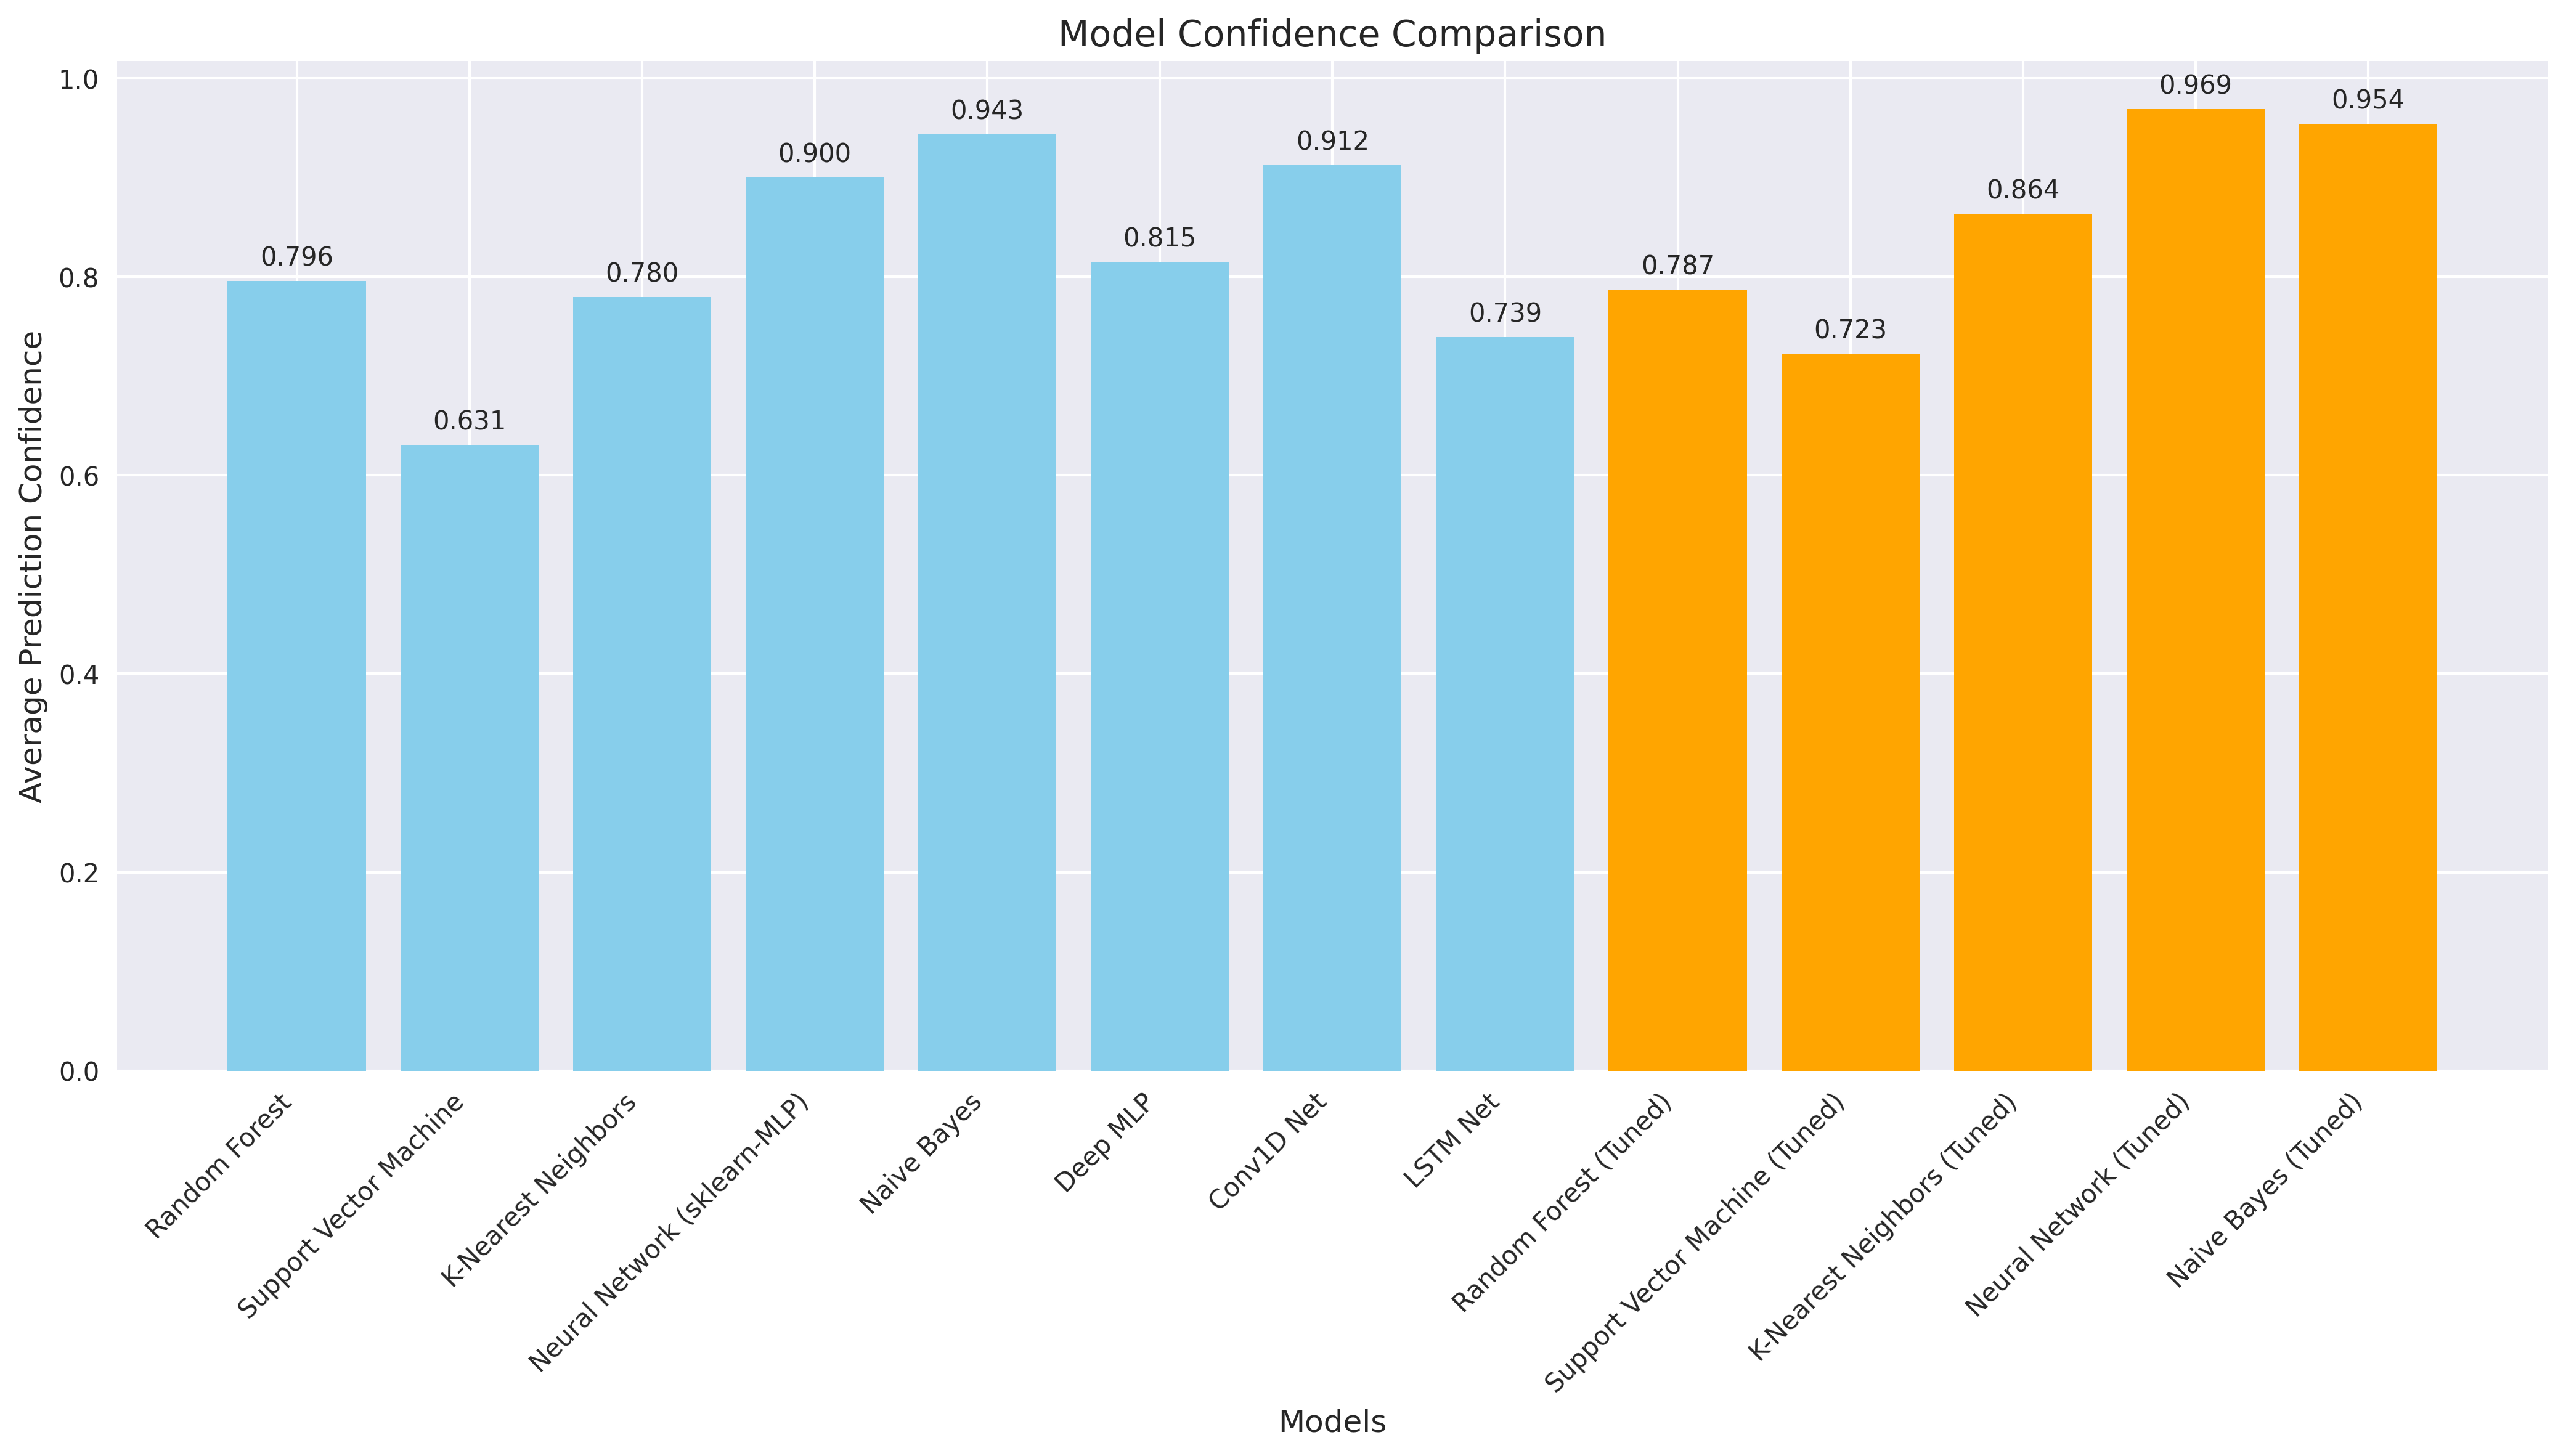 Model Confidence Comparison
Average Prediction Confidence
1.0
0.8
0.6
0.4
0.2
0.0
0.796
0.631
0.780
0.900
0.943
0.815
0.912
0.739
0.787
0.723
0.864
0.969
0.954
Random Forest
Support Vector Machine
K-Nearest Neighbors
Neural Network (sklearn-MLP)
Naive Bayes
Deep MLP
Conv1D Net
LSTM Net
Random Forest (Tuned)
Support Vector Machine (Tuned)
K-Nearest Neighbors (Tuned)
Neural Network (Tuned)
Naive Bayes (Tuned)
Models